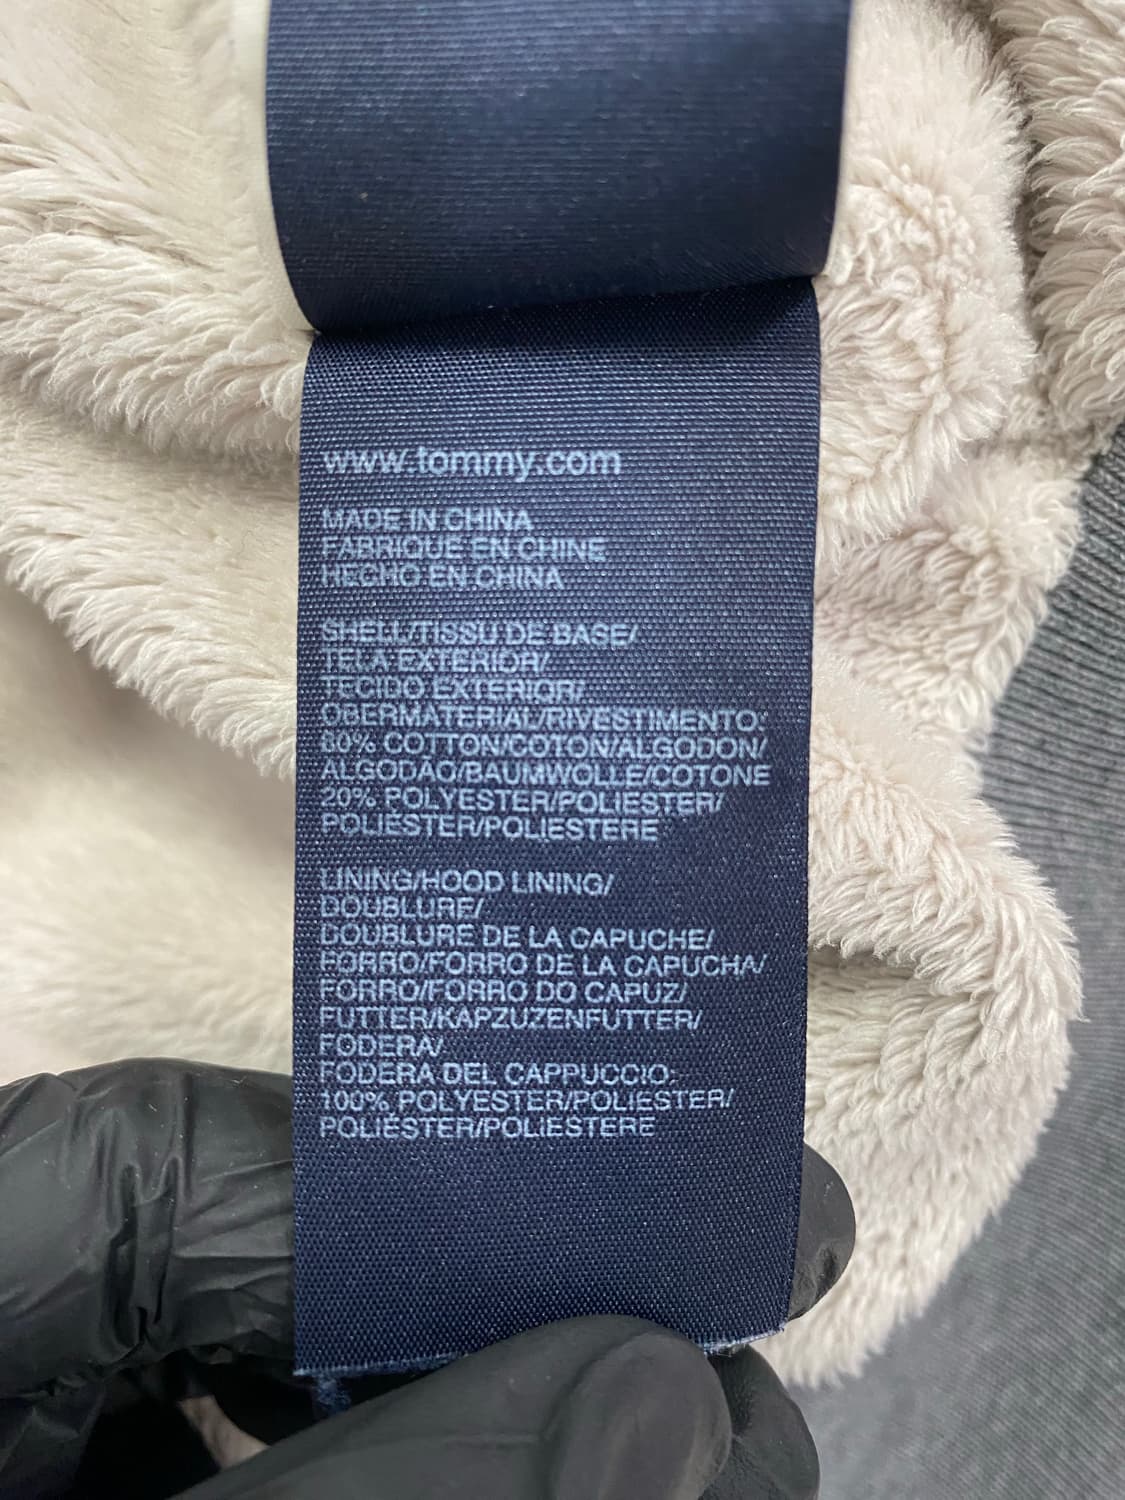 www.tommy.com
MADE IN CHINA
FABRIQUE EN CHINE
HECHO EN CHINA
SHELL/TISSU DE BASE/
TELA EXTERIOR/
TECIDO EXTERIOR/
OBERMATERIAL/RIVESTIMENTO:
80% COTTON/COTON/ALGODON/
ALGODÃO/BAUMWOLLE/COTONE
20% POLYESTER/POLIESTER/
POLIÉSTER/POLIESTERE
LINING/HOOD LINING/
DOUBLURE/
DOUBLURE DE LA CAPUCHE/
FORRO/FORRO DE LA CAPUCHA/
FORRO/FORRO DO CAPUZ/
FUTTER/KAPZUZENFUTTER/
FODERA/
FODERA DEL CAPPUCCIO:
100% POLYESTER/POLIESTER/
POLIÉSTER/POLIESTERE